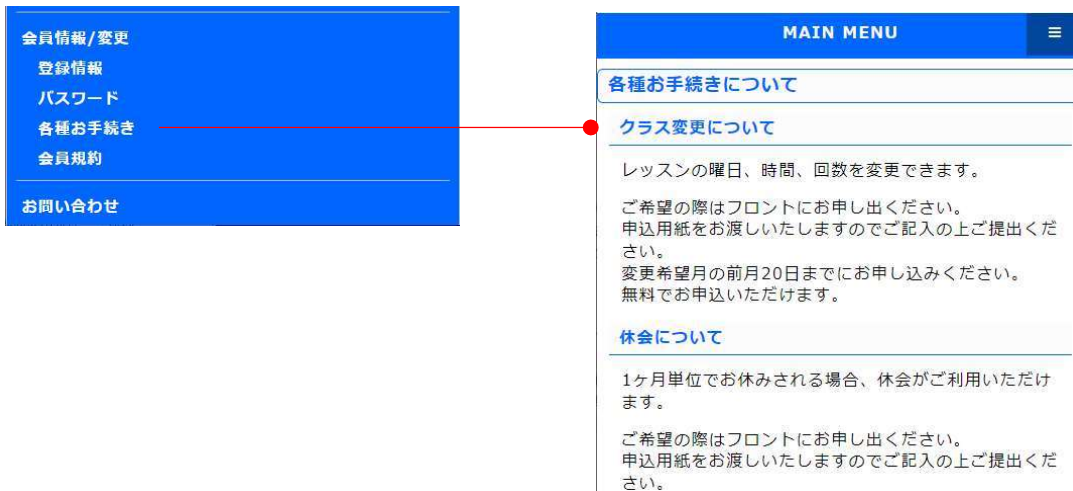 会員情報/変更
登録情報
パスワード
各種お手続き
会員規約
お問い合わせ
MAIN MENU
各種お手続きについて
クラス変更について
レッスンの曜日、時間、回数を変更できます。
ご希望の際はフロントにお申し出ください。
申込用紙をお渡しいたしますのでご記入の上ご提出くだ
さい。
変更希望月の前月20日までにお申し込みください。
無料でお申込いただけます。
休会について
1ヶ月単位でお休みされる場合、休会がご利用いただけ
ます。
ご希望の際はフロントにお申し出ください。
申込用紙をお渡しいたしますのでご記入の上ご提出くだ
さい。